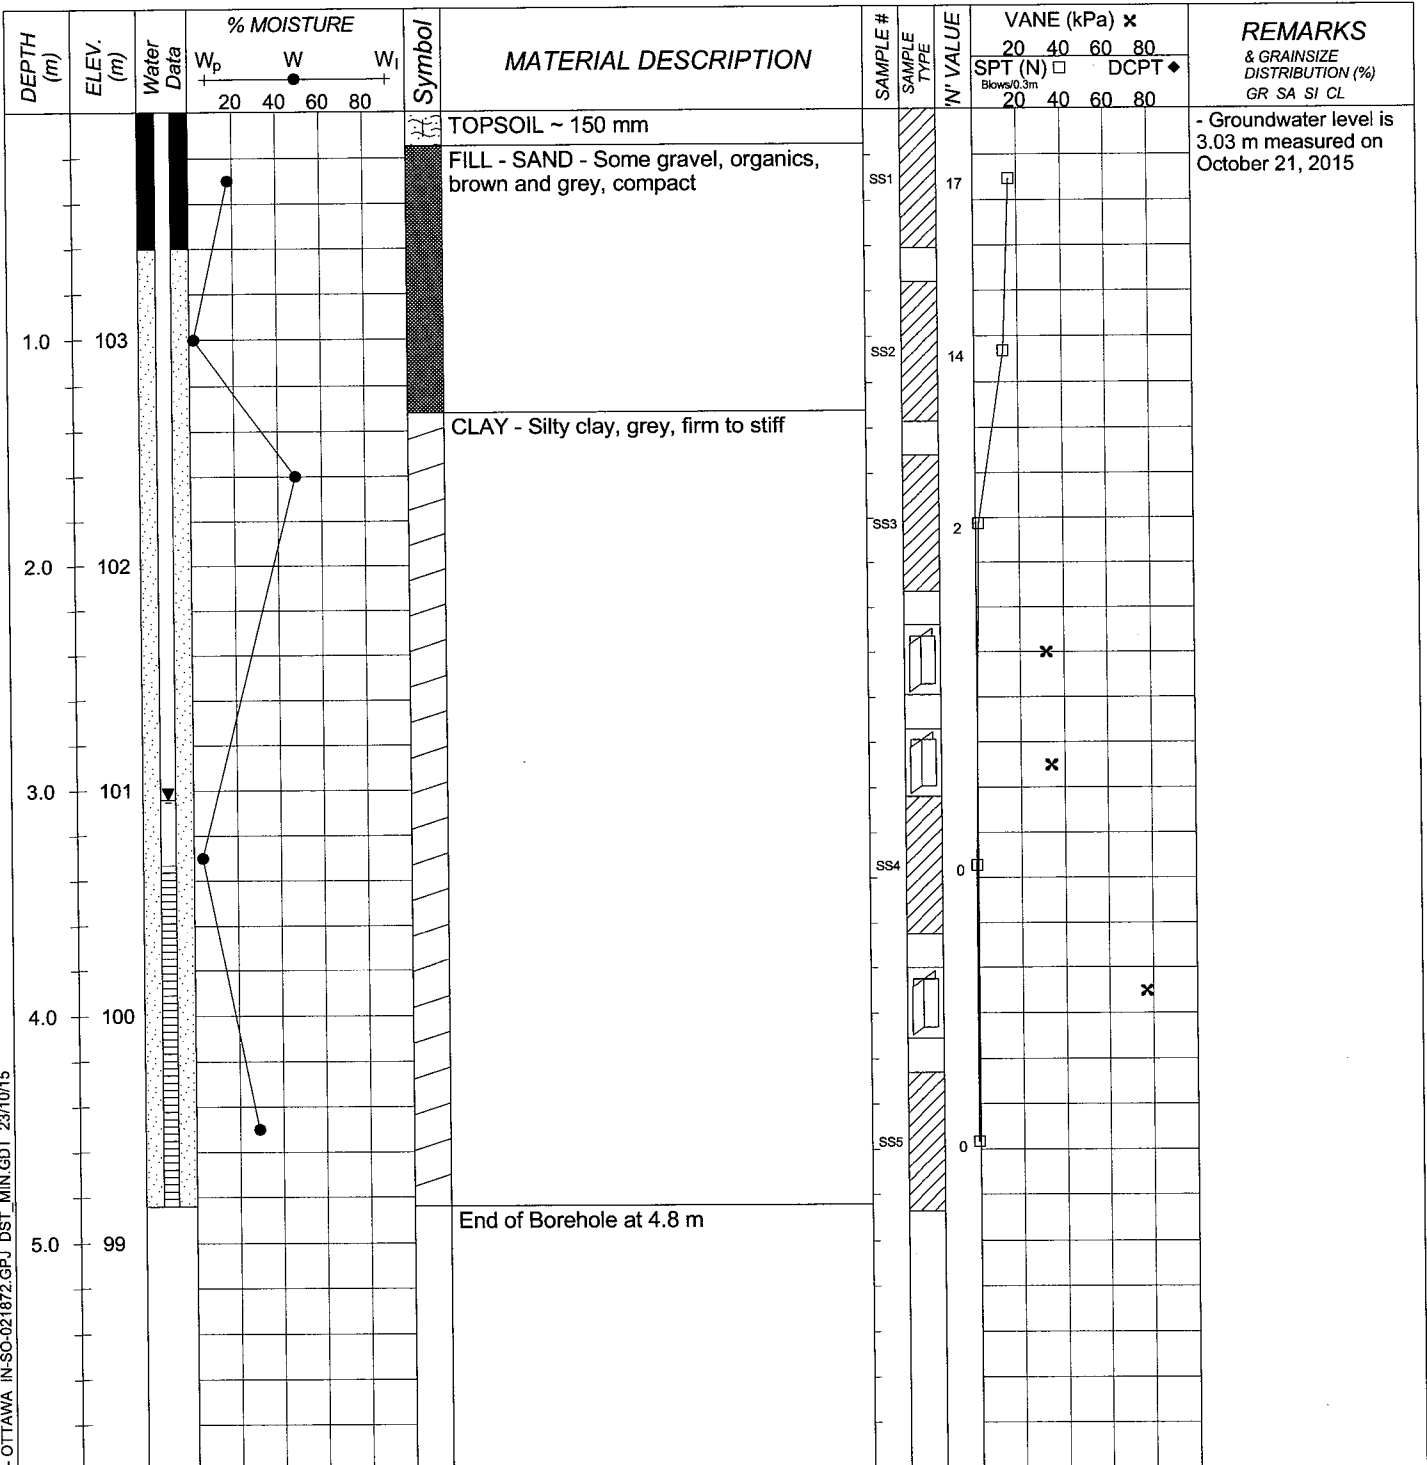 DEPTH (m)
ELEV. (m)
Water Data
% MOISTURE
Wp W Wl
20 40 60 80
Symbol
MATERIAL DESCRIPTION
SAMPLE #
SAMPLE TYPE
'N' VALUE
VANE (kPa) ×
20 40 60 80
SPT (N) □ DCPT ◆
Blows/0.3m
20 40 60 80
REMARKS
& GRAINSIZE
DISTRIBUTION (%)
GR SA SI CL
TOPSOIL ~ 150 mm
- Groundwater level is
3.03 m measured on
October 21, 2015
FILL - SAND - Some gravel, organics,
brown and grey, compact
SS1 17
1.0 103
SS2 14
CLAY - Silty clay, grey, firm to stiff
SS3 2
2.0 102
3.0 101
SS4 0
4.0 100
SS5 0
End of Borehole at 4.8 m
5.0 99
- OTTAWA IN-SO-021872.GPJ DST_MIN.GDT 23/10/15